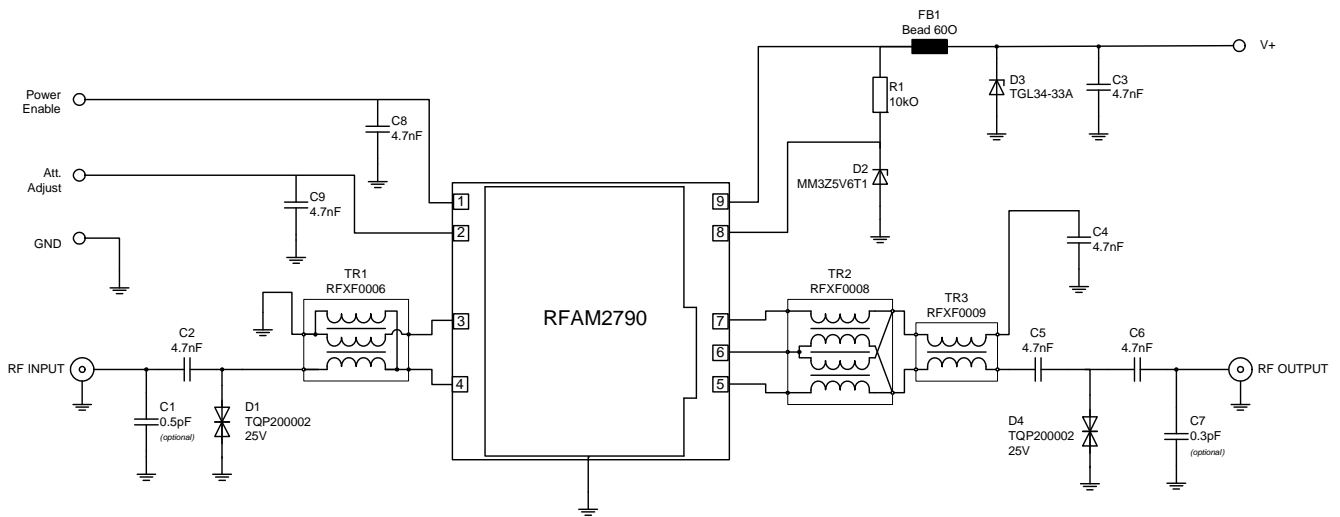 FB1
Bead 60O
V+
D3
TGL34-33A
C3
4.7nF
R1
10kO
Power
Enable
C8
4.7nF
D2
MM3Z5V6T1
Att.
Adjust
C9
4.7nF
1
2
3
4
9
8
7
6
5
RFAM2790
GND
C4
4.7nF
TR1
RFXF0006
TR2
RFXF0008
TR3
RFXF0009
C2
4.7nF
C5
4.7nF
C6
4.7nF
RF INPUT
RF OUTPUT
C1
0.5pF
(optional)
D1
TQP200002
25V
D4
TQP200002
25V
C7
0.3pF
(optional)